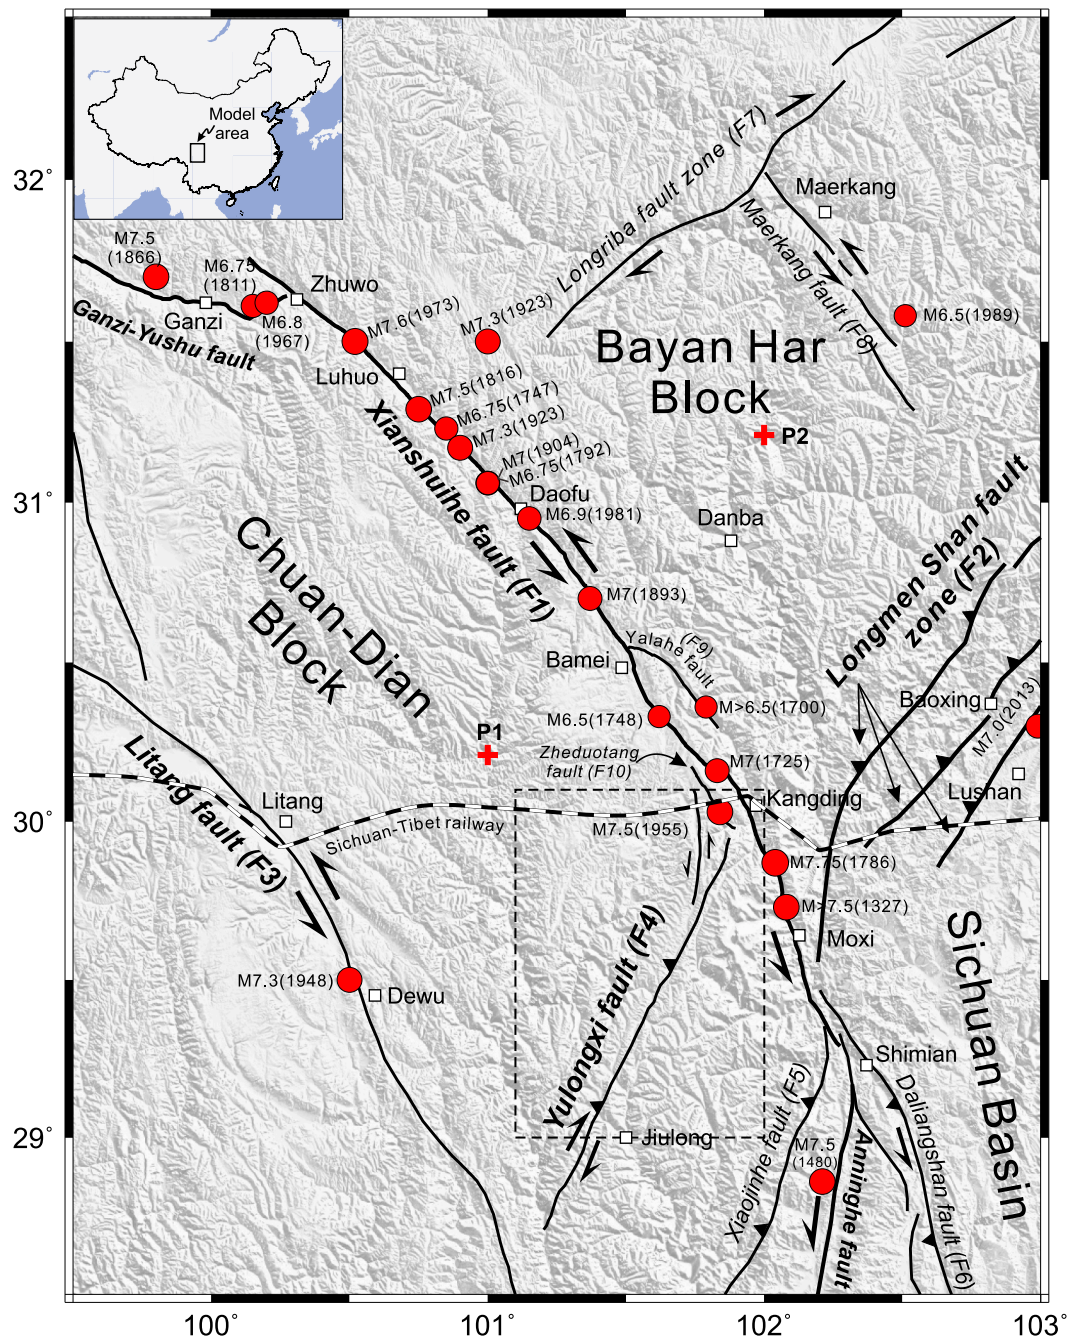 Model
area
32°
31°
30°
29°
100°
101°
102°
103°
M7.5
(1866)
M6.75
(1811)
Zhuwo
Ganzi
M6.8
(1967)
Ganzi-Yushu fault
M7.6(1973)
M7.3(1923)
Luhuo
M7.5(1816)
M6.75(1747)
M7.3(1923)
M7(1904)
M6.75(1792)
Daofu
M6.9(1981)
Xianshuihe fault (F1)
Longriba fault zone (F7)
Maerkang
Maerkang fault (F8)
M6.5(1989)
Bayan Har
Block
P2
Danba
Longmen Shan fault
zone (F2)
Chuan-Dian
Block
M7(1893)
Bamei
Yalahe fault
(F9)
M>6.5(1700)
M6.5(1748)
P1
Zheduotang
fault (F10)
M7(1725)
Baoxing
M7.0(2013)
Lushan
Kangding
Litang fault (F3)
Litang
Sichuan-Tibet railway
M7.5(1955)
M7.75(1786)
M>7.5(1327)
Moxi
M7.3(1948)
Dewu
Yulongxi fault (F4)
Sichuan Basin
Shimian
Xiaojinhe fault (F5)
Daliangshan fault (F6)
Jiulong
M7.5
(1480)
Anninghe fault